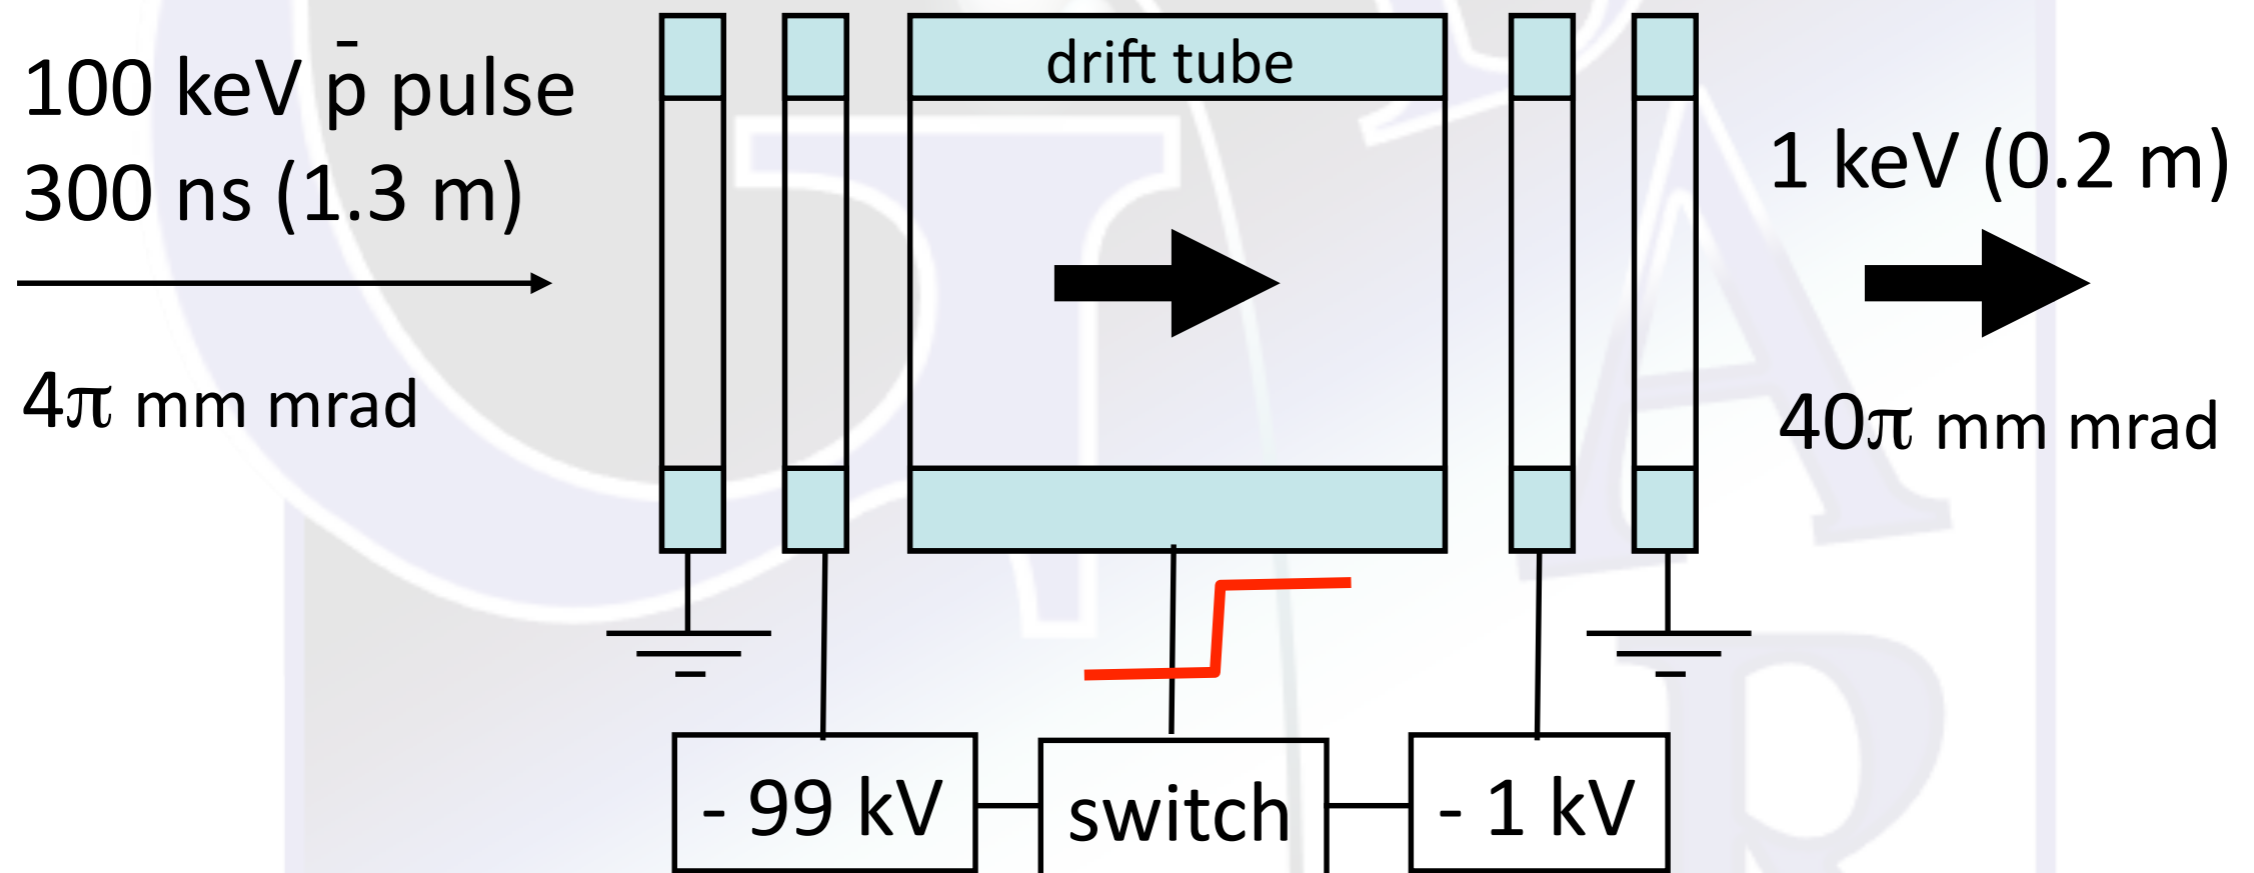 100 keV p̄ pulse
300 ns (1.3 m)
4π mm mrad
drift tube
1 keV (0.2 m)
40π mm mrad
- 99 kV
switch
- 1 kV